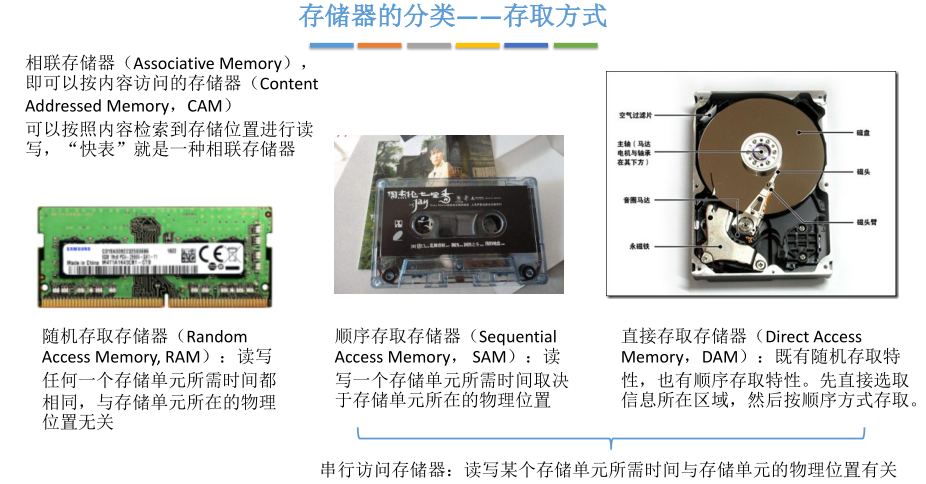 存储器的分类——存取方式
相联存储器（Associative Memory），
即可以按内容访问的存储器（Content
Addressed Memory，CAM）
可以按照内容检索到存储位置进行读
写，“快表”就是一种相联存储器
SAMSUNG
Made in China
随机存取存储器（Random
Access Memory, RAM）：读写
任何一个存储单元所需时间都
相同，与存储单元所在的物理
位置无关
jay
顺序存取存储器（Sequential
Access Memory， SAM）：读
写一个存储单元所需时间取决
于存储单元所在的物理位置
空气过滤片
主轴（马达
电机与轴承
在其下方）
音圈马达
永磁铁
磁盘
磁头
磁头臂
直接存取存储器（Direct Access
Memory，DAM）：既有随机存取特
性，也有顺序存取特性。先直接选取
信息所在区域，然后按顺序方式存取。
串行访问存储器：读写某个存储单元所需时间与存储单元的物理位置有关